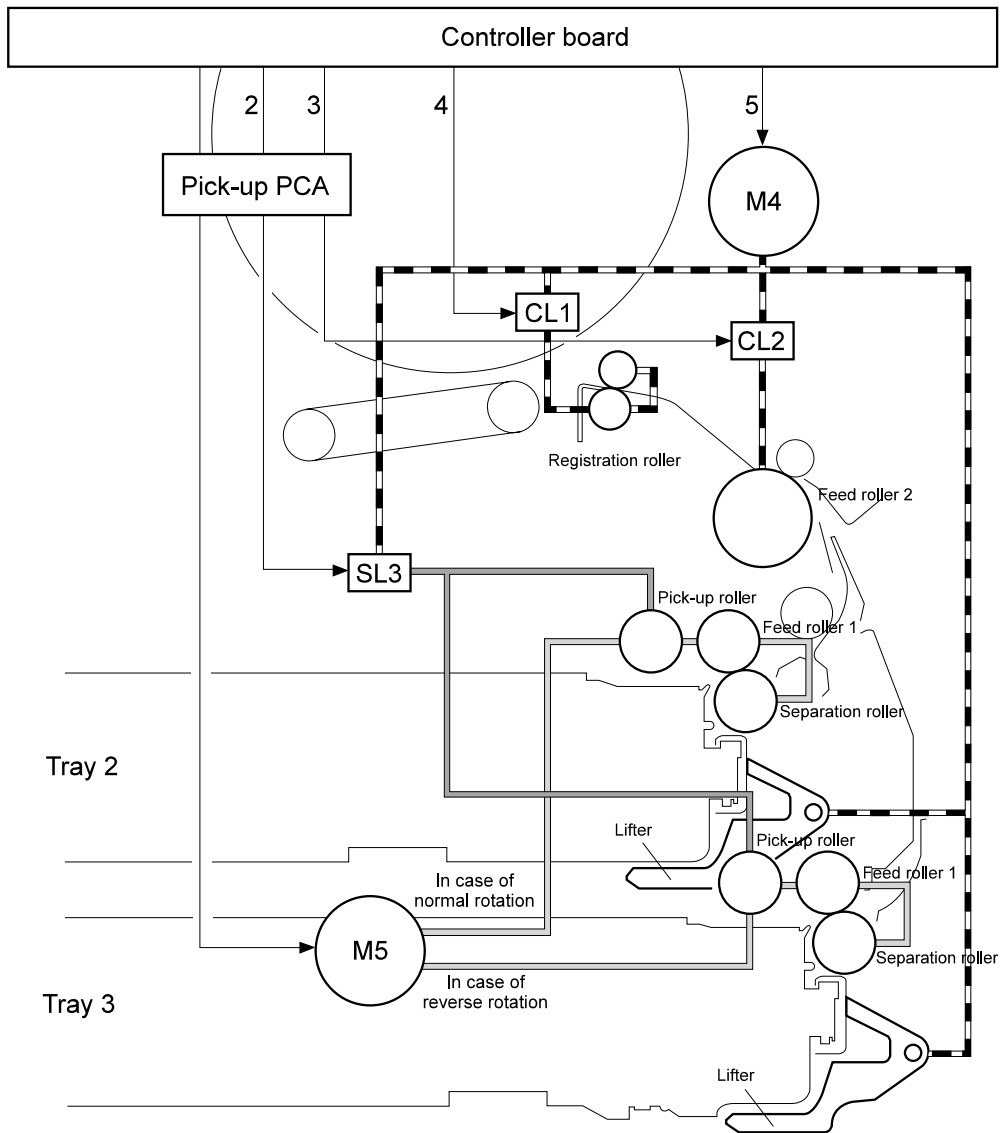 Controller board
2
3
4
5
Pick-up PCA
M4
CL1
CL2
Registration roller
Feed roller 2
SL3
Pick-up roller
Feed roller 1
Separation roller
Tray 2
Lifter
Pick-up roller
Feed roller 1
In case of
normal rotation
M5
Separation roller
In case of
reverse rotation
Tray 3
Lifter